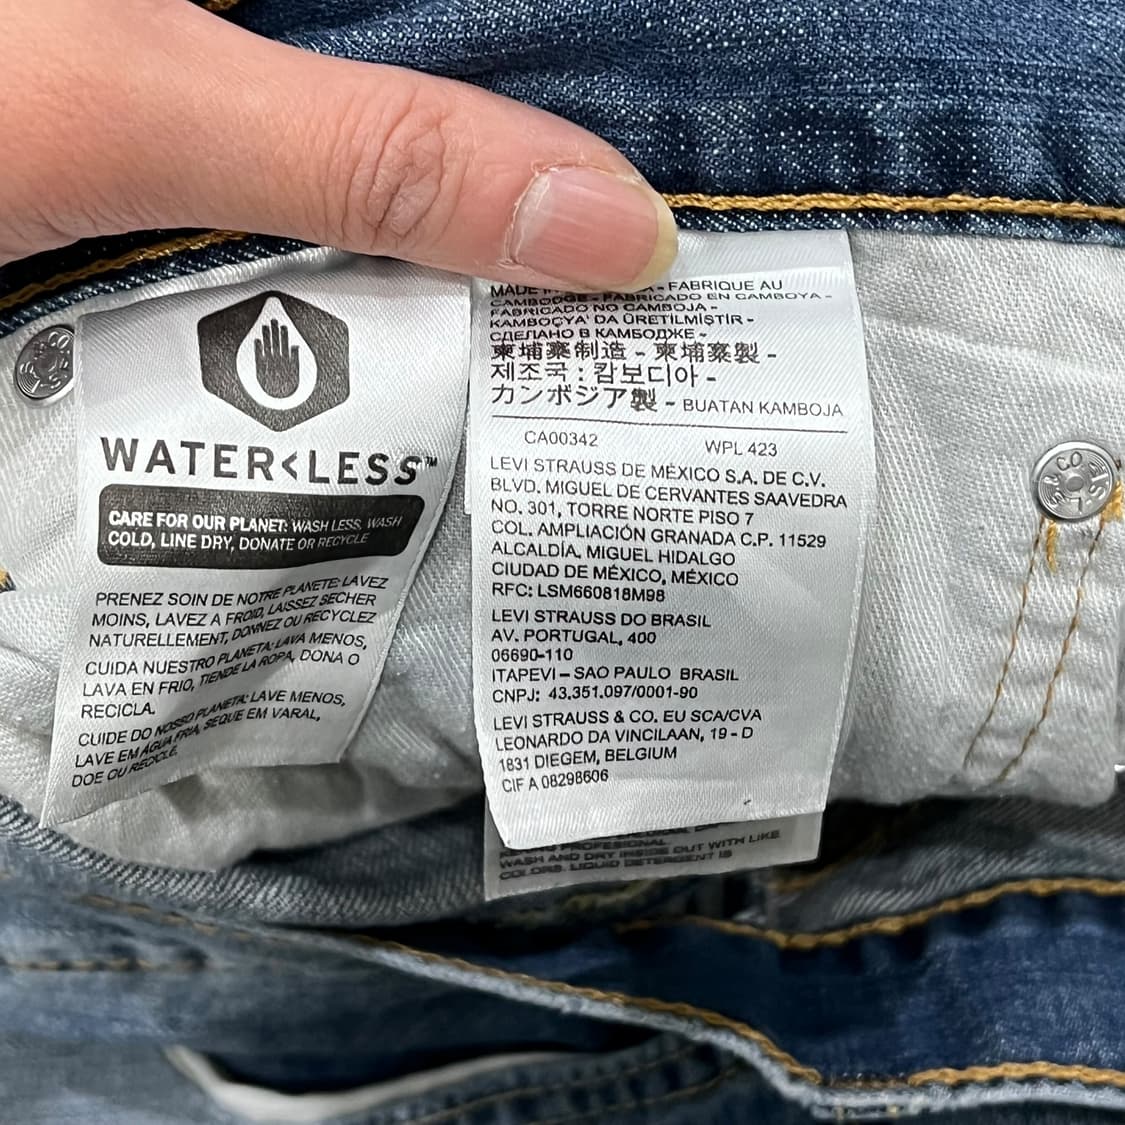 WATER<LESS™
CARE FOR OUR PLANET: WASH LESS, WASH
COLD, LINE DRY, DONATE OR RECYCLE
PRENEZ SOIN DE NOTRE PLANETE: LAVEZ
MOINS, LAVEZ A FROID, LAISSEZ SECHER
NATURELLEMENT, DONNEZ OU RECYCLEZ
CUIDA NUESTRO PLANETA: LAVA MENOS,
LAVA EN FRIO, TIENDE LA ROPA, DONA O
RECICLA.
CUIDE DO NOSSO PLANETA: LAVE MENOS,
LAVE EM ÁGUA FRIA, SEQUE EM VARAL,
DOE OU RECICLE.
MADE - FABRIQUE AU
CAMBODGE - FABRICADO EN CAMBOYA -
FABRICADO NO CAMBOJA -
KAMBOÇYA' DA ÜRETİLMİŞTİR -
СДЕЛАНО В КАМБОДЖЕ -
柬埔寨制造 - 柬埔寨製 -
제조국 : 캄보디아 -
カンボジア製 - BUATAN KAMBOJA
CA00342 WPL 423
LEVI STRAUSS DE MÉXICO S.A. DE C.V.
BLVD. MIGUEL DE CERVANTES SAAVEDRA
NO. 301, TORRE NORTE PISO 7
COL. AMPLIACIÓN GRANADA C.P. 11529
ALCALDÍA. MIGUEL HIDALGO
CIUDAD DE MÉXICO, MÉXICO
RFC: LSM660818M98
LEVI STRAUSS DO BRASIL
AV. PORTUGAL, 400
06690-110
ITAPEVI – SAO PAULO BRASIL
CNPJ: 43.351.097/0001-90
LEVI STRAUSS & CO. EU SCA/CVA
LEONARDO DA VINCILAAN, 19 - D
1831 DIEGEM, BELGIUM
CIF A 08298606
PROFESIONAL.
WASH AND DRY INSIDE OUT WITH LIKE
COLORS. LIQUID DETERGENT IS